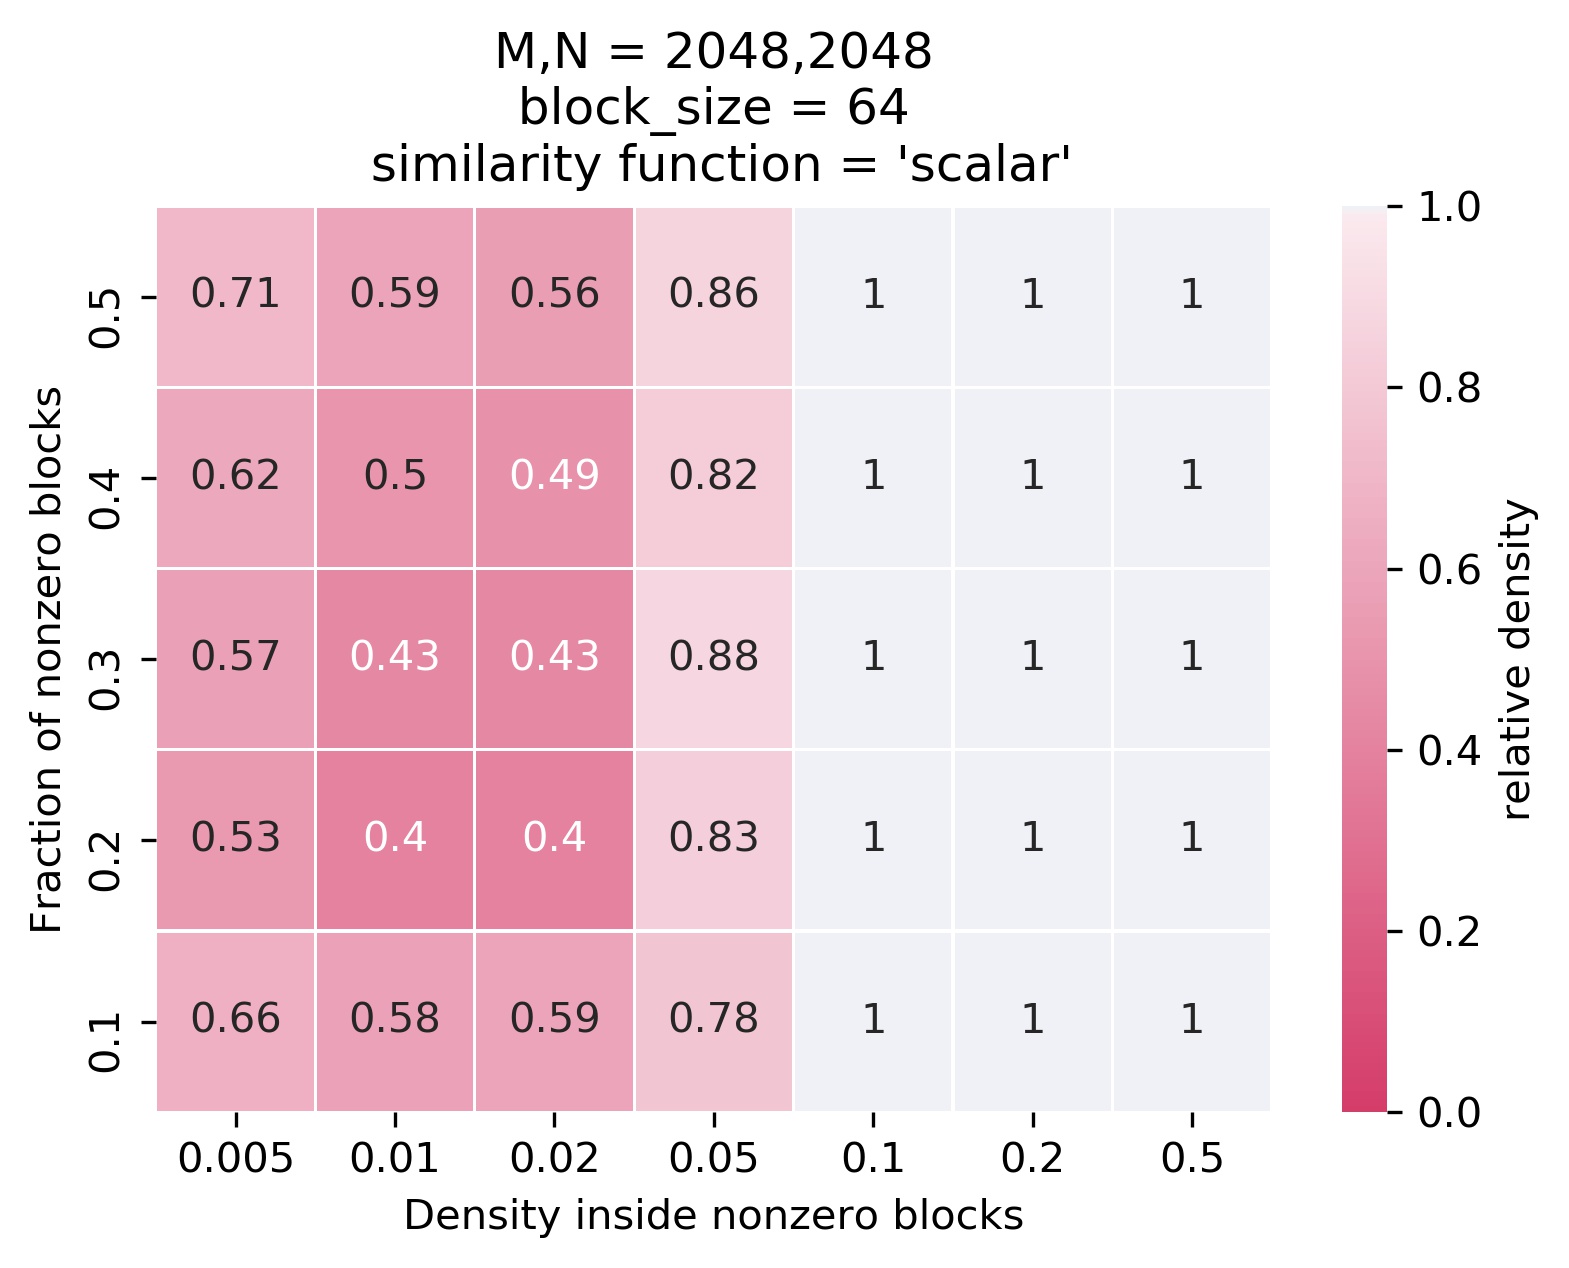 M,N = 2048,2048
block_size = 64
similarity function = 'scalar'
Fraction of nonzero blocks
0.5 0.71 0.59 0.56 0.86 1 1 1
0.4 0.62 0.5 0.49 0.82 1 1 1
0.3 0.57 0.43 0.43 0.88 1 1 1
0.2 0.53 0.4 0.4 0.83 1 1 1
0.1 0.66 0.58 0.59 0.78 1 1 1
0.005 0.01 0.02 0.05 0.1 0.2 0.5
Density inside nonzero blocks
1.0
0.8
0.6
0.4
0.2
0.0
relative density